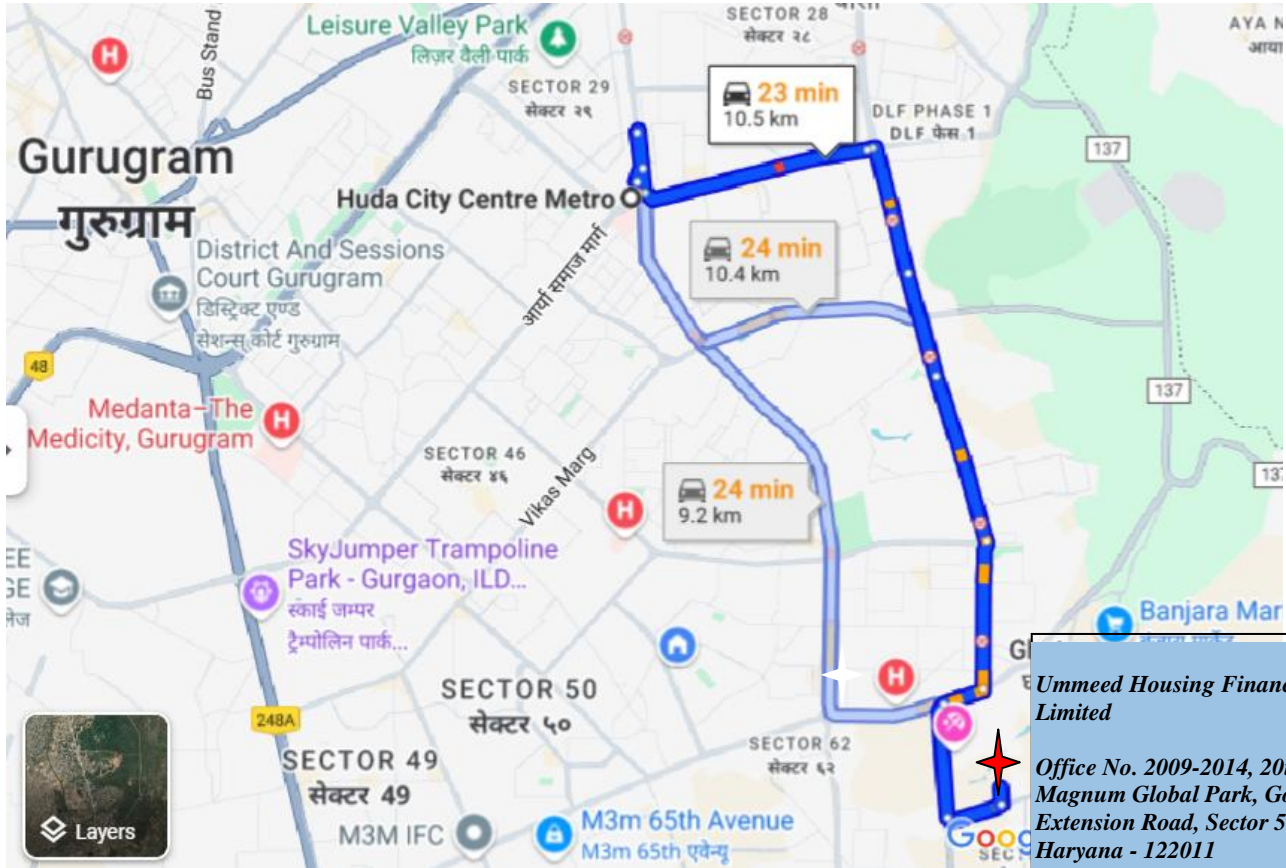 Leisure Valley Park
लिज़र वैली पार्क
SECTOR 28
सेक्टर २८
AYA
आया
H
Bus Stand
SECTOR 29
सेक्टर २९
23 min
10.5 km
DLF PHASE 1
DLF फेस 1
137
Gurugram
गुरुग्राम
Huda City Centre Metro
District And Sessions
Court Gurugram
डिस्ट्रिक्ट एण्ड
सेशन्स कोर्ट गुरुग्राम
आर्या समाज मार्ग
24 min
10.4 km
48
137
Medanta–The
Medicity, Gurugram
H
SECTOR 46
सेक्टर ४६
Vikas Marg
H
24 min
9.2 km
SkyJumper Trampoline
Park - Gurgaon, ILD...
स्काई जम्पर
ट्रैम्पोलिन पार्क...
EE
GE
Banjara Mar
H
SECTOR 50
सेक्टर ५०
248A
SECTOR 49
सेक्टर 49
SECTOR 62
सेक्टर ६२
M3M IFC
M3m 65th Avenue
M3m 65th एवेन्यू
Layers
Goog
Ummeed Housing Financ
Limited
Office No. 2009-2014, 20
Magnum Global Park, Go
Extension Road, Sector 5
Haryana - 122011